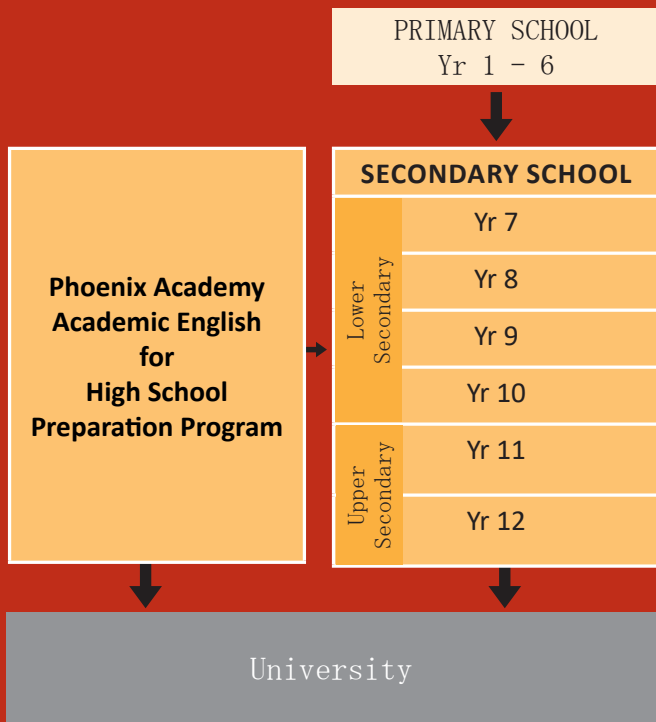 PRIMARY SCHOOL
Yr 1 - 6
Phoenix Academy
Academic English
for
High School
Preparation Program
SECONDARY SCHOOL
Lower
Secondary
Yr 7
Yr 8
Yr 9
Yr 10
Upper
Secondary
Yr 11
Yr 12
University